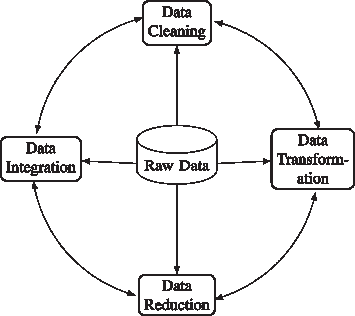 Data
Cleaning
Data
Integration
Raw Data
Data
Transform-
ation
Data
Reduction